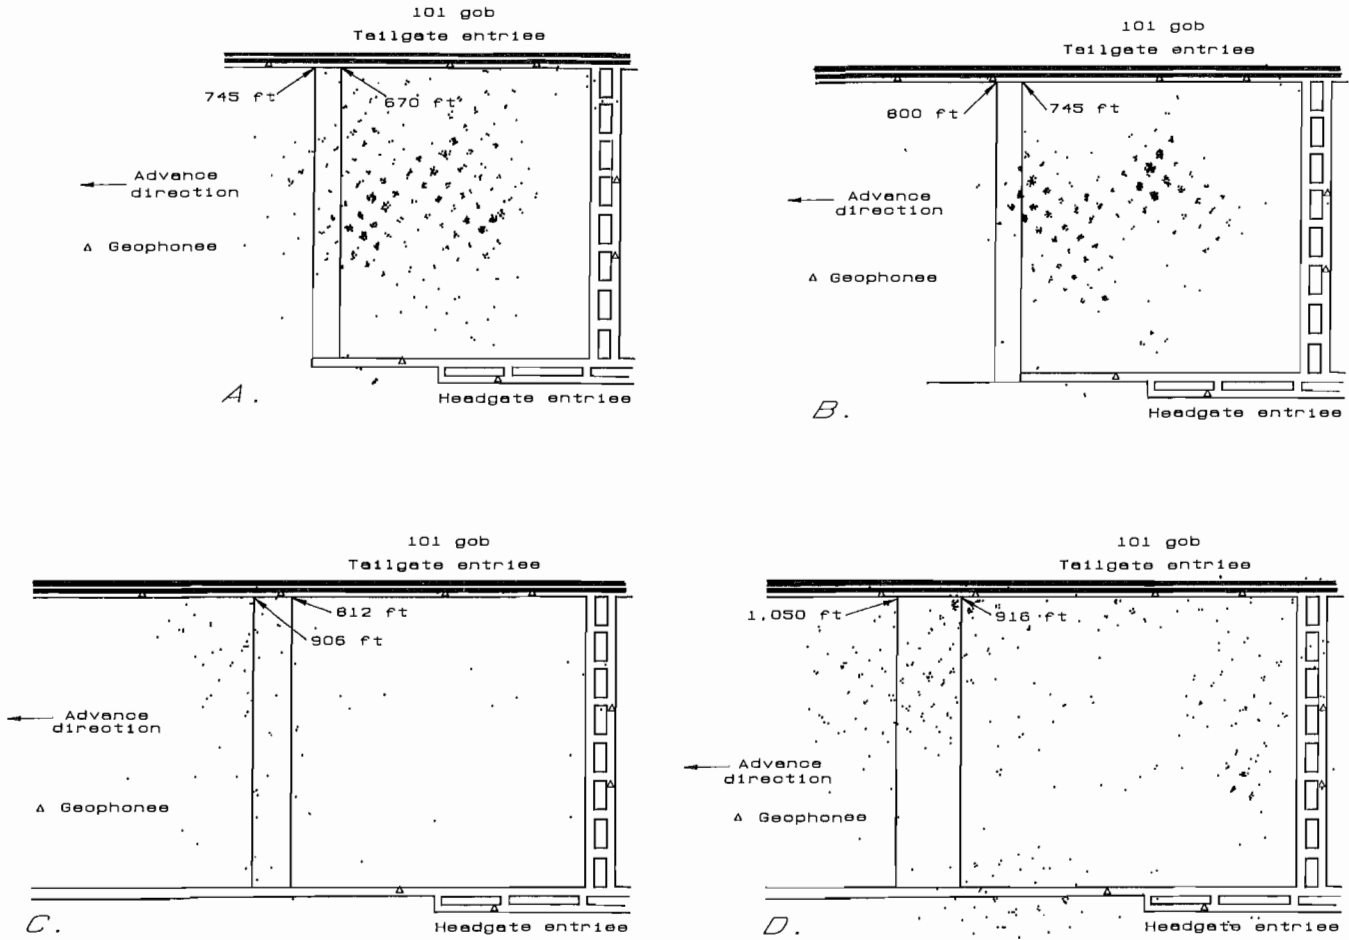 101 gob
Tailgate entries
745 ft
670 ft
Advance
direction
Geophones
A.
Headgate entries
101 gob
Tailgate entries
800 ft
745 ft
Advance
direction
Geophones
B.
Headgate entries
101 gob
Tailgate entries
812 ft
906 ft
Advance
direction
Geophones
C.
Headgate entries
101 gob
Tailgate entries
1,050 ft
916 ft
Advance
direction
Geophones
D.
Headgate entries